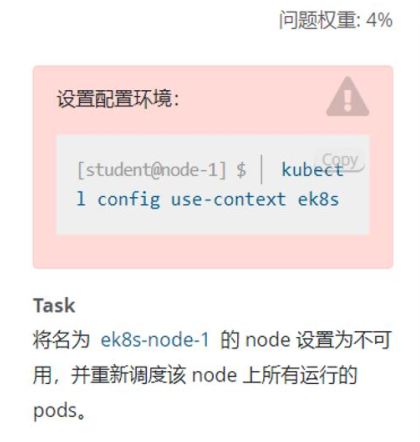 问题权重: 4%
设置配置环境：
Copy
[student@node-1] $ | kubect
l config use-context ek8s
Task
将名为 ek8s-node-1 的 node 设置为不可
用，并重新调度该 node 上所有运行的
pods。